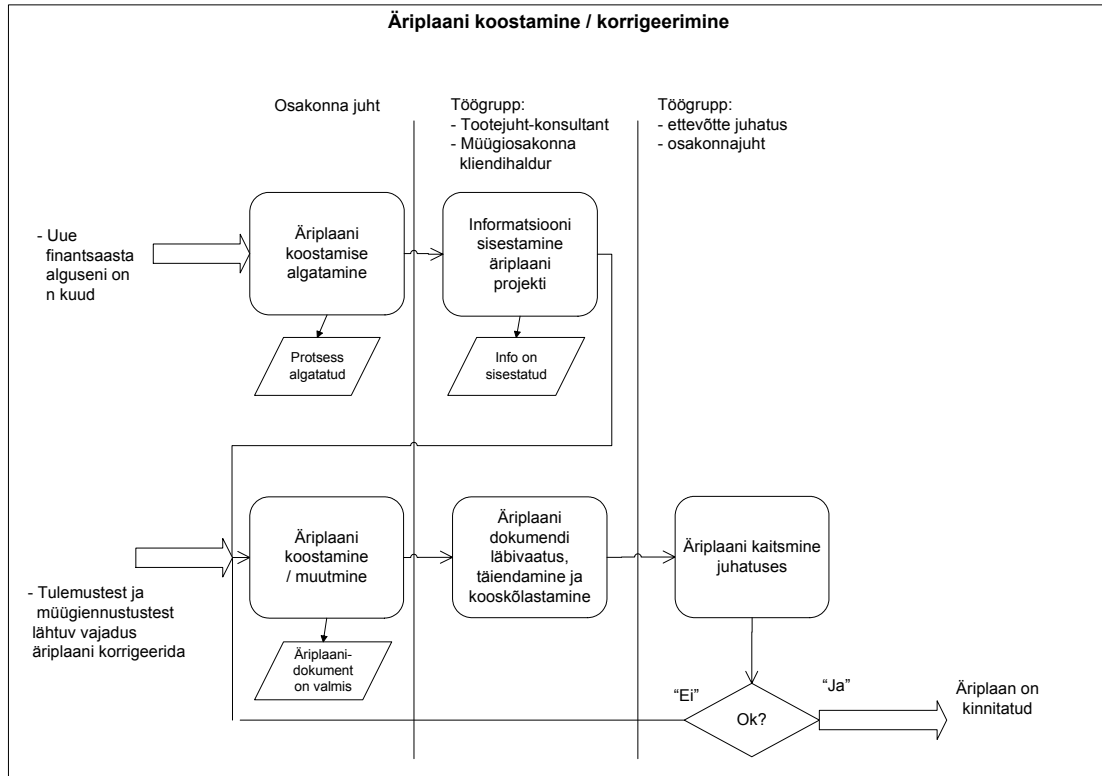 Äriplaani koostamine / korrigeerimine
Osakonna juht
Töögrupp:
- Tootejuht-konsultant
- Müügiosakonna
kliendihaldur
Töögrupp:
- ettevõtte juhatus
- osakonnajuht
- Uue
finantsaasta
alguseni on
n kuud
Äriplaani
koostamise
algatamine
Informatsiooni
sisestamine
äriplaani
projekti
Protsess
algatatud
Info on
sisestatud
- Tulemustest ja
müügiennustustest
lähtuv vajadus
äriplaani korrigeerida
Äriplaani
koostamine
/ muutmine
Äriplaani
dokumendi
läbivaatus,
täiendamine ja
kooskõlastamine
Äriplaani kaitsmine
juhatuses
Äriplaani-
dokument
on valmis
“Ei”
Ok?
“Ja”
Äriplaan on
kinnitatud